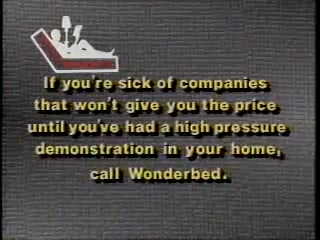 If you're sick of companies
that won't give you the price
until you've had a high pressure
demonstration in your home,
call Wonderbed.